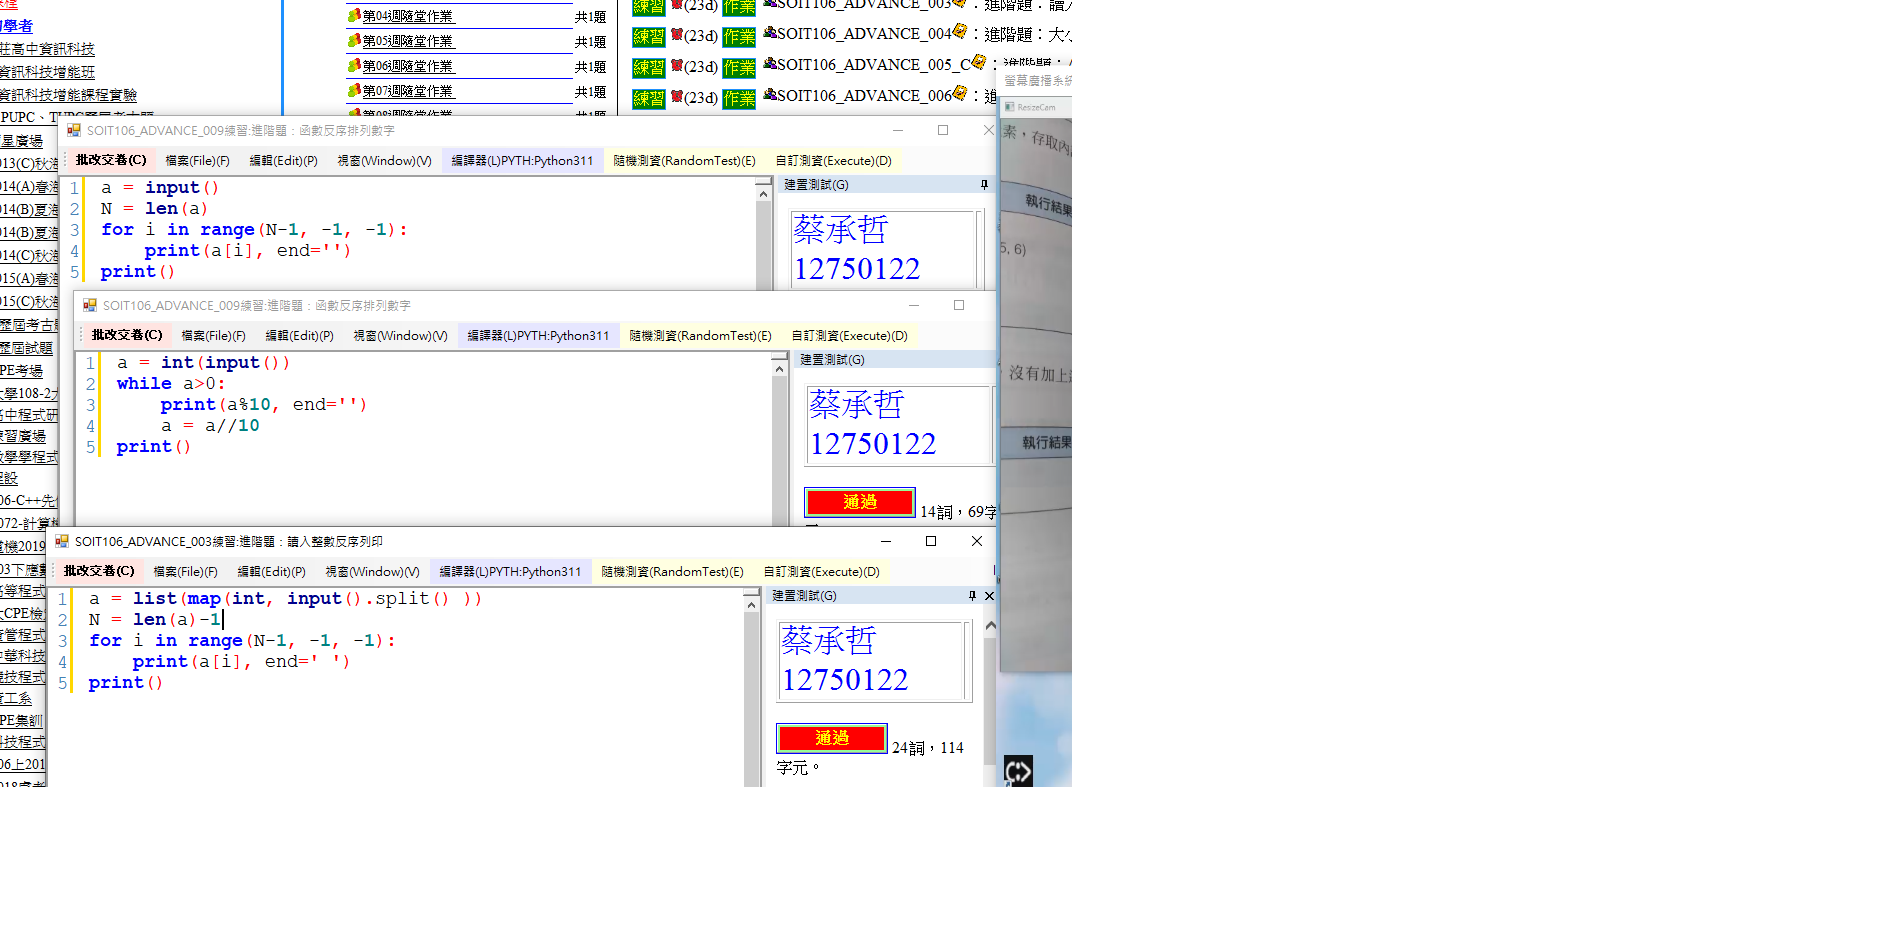 學者
莊高中資訊科技
資訊科技增能班
資訊科技增能課程實驗
星廣場
第04週隨堂作業 共1題
第05週隨堂作業 共1題
第06週隨堂作業 共1題
第07週隨堂作業 共1題
練習 (23d) 作業 SOIT106_ADVANCE_003：進階題：讀入
練習 (23d) 作業 SOIT106_ADVANCE_004：進階題：大小
練習 (23d) 作業 SOIT106_ADVANCE_005_C：進階題：
練習 (23d) 作業 SOIT106_ADVANCE_006：進
螢幕廣播系統
ResizeCam
素，存取內
執行結果
5, 6)
沒有加上
執行結果
SOIT106_ADVANCE_009練習:進階題：函數反序排列數字
批改交卷(C) 檔案(File)(F) 編輯(Edit)(P) 視窗(Window)(V) 編譯器(L)PYTH:Python311 隨機測資(RandomTest)(E) 自訂測資(Execute)(D)
1 a = input()
2 N = len(a)
3 for i in range(N-1, -1, -1):
4     print(a[i], end='')
5 print()
建置測試(G)
蔡承哲
12750122
SOIT106_ADVANCE_009練習:進階題：函數反序排列數字
批改交卷(C) 檔案(File)(F) 編輯(Edit)(P) 視窗(Window)(V) 編譯器(L)PYTH:Python311 隨機測資(RandomTest)(E) 自訂測資(Execute)(D)
1 a = int(input())
2 while a>0:
3     print(a%10, end='')
4     a = a//10
5 print()
建置測試(G)
蔡承哲
12750122
通過 14詞，69字
SOIT106_ADVANCE_003練習:進階題：讀入整數反序列印
批改交卷(C) 檔案(File)(F) 編輯(Edit)(P) 視窗(Window)(V) 編譯器(L)PYTH:Python311 隨機測資(RandomTest)(E) 自訂測資(Execute)(D)
1 a = list(map(int, input().split() ))
2 N = len(a)-1
3 for i in range(N-1, -1, -1):
4     print(a[i], end=' ')
5 print()
建置測試(G)
蔡承哲
12750122
通過 24詞，114
字元。